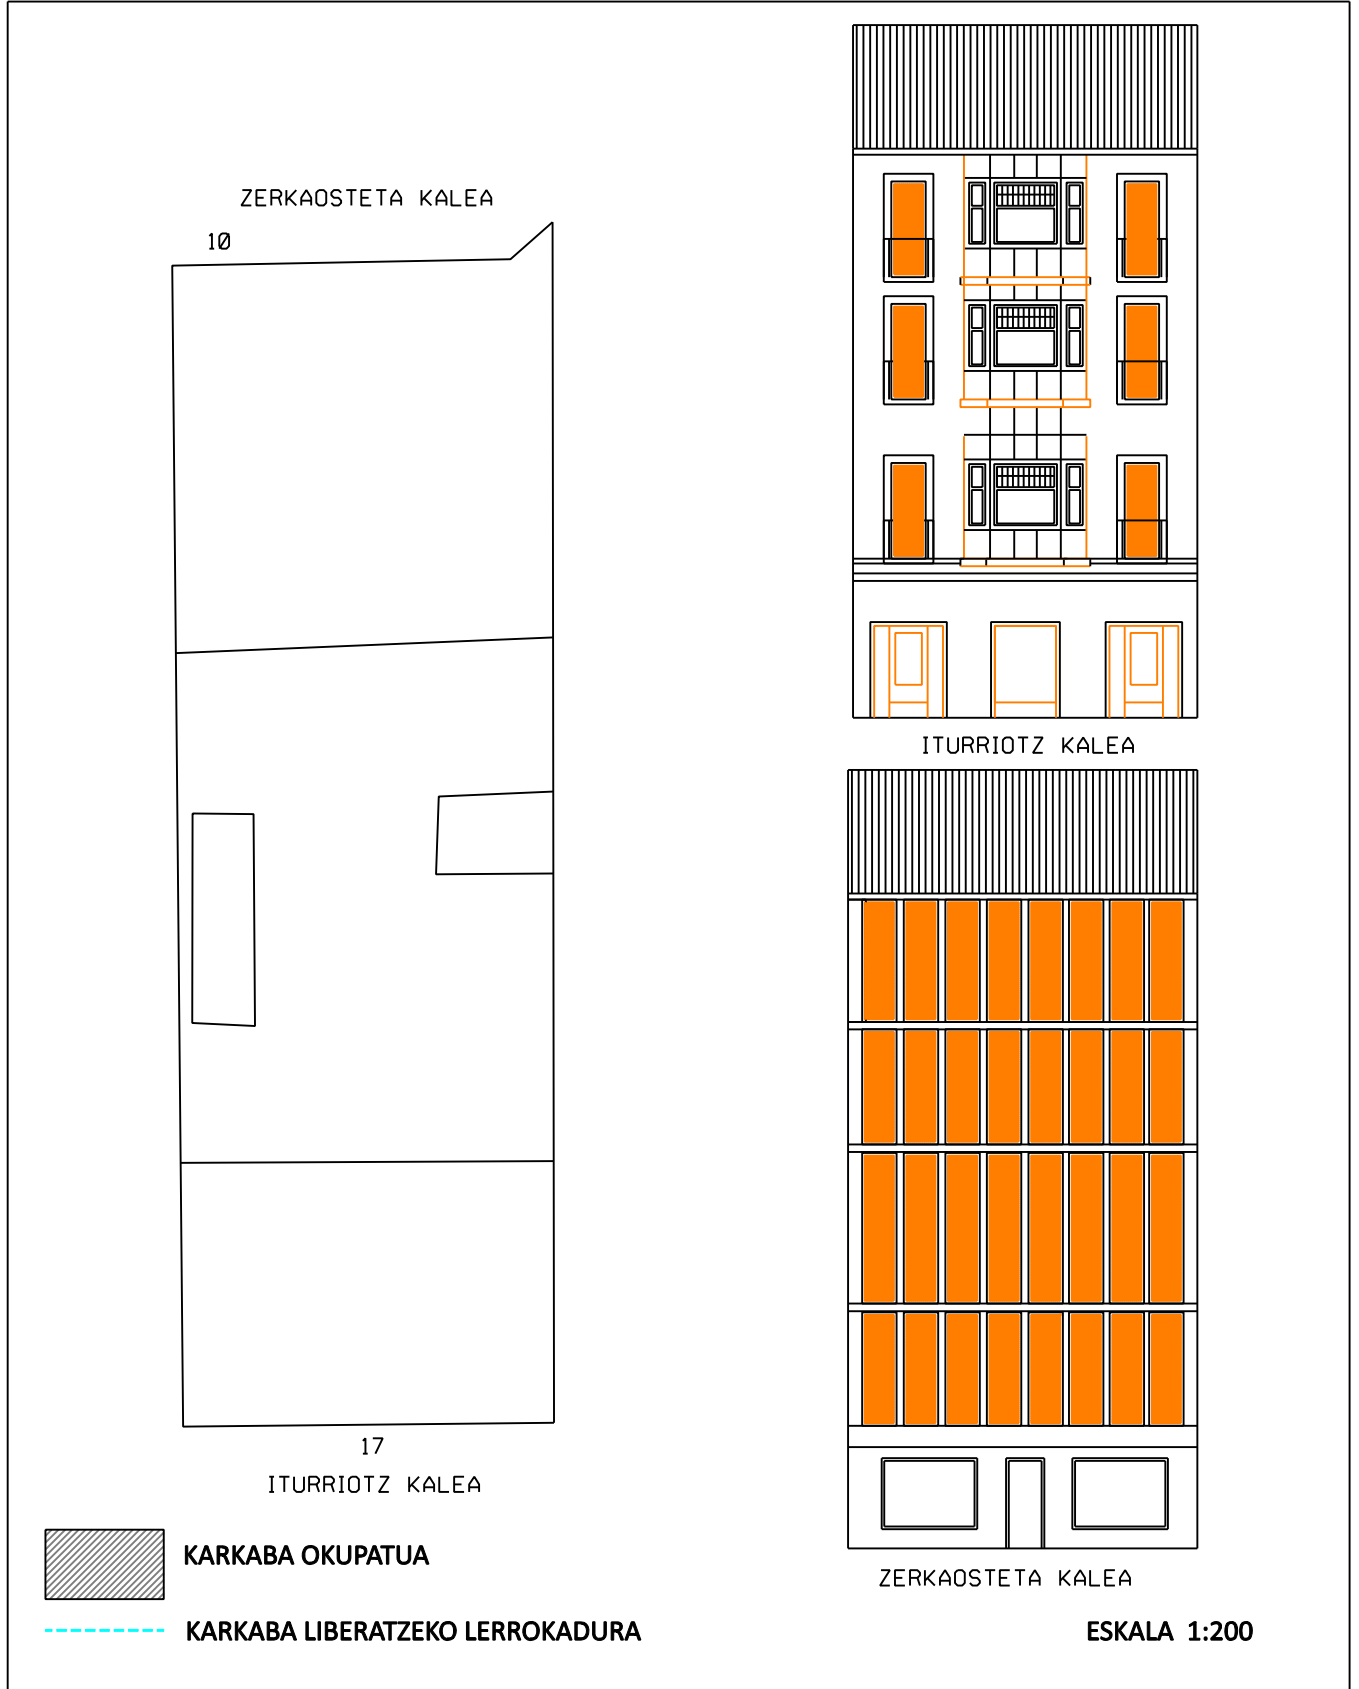 ZERKAOSTETA KALEA
10
ITURRIOTZ KALEA
17
ITURRIOTZ KALEA
ZERKAOSTETA KALEA
KARKABA OKUPATUA
KARKABA LIBERATZEKO LERROKADURA
ESKALA 1:200